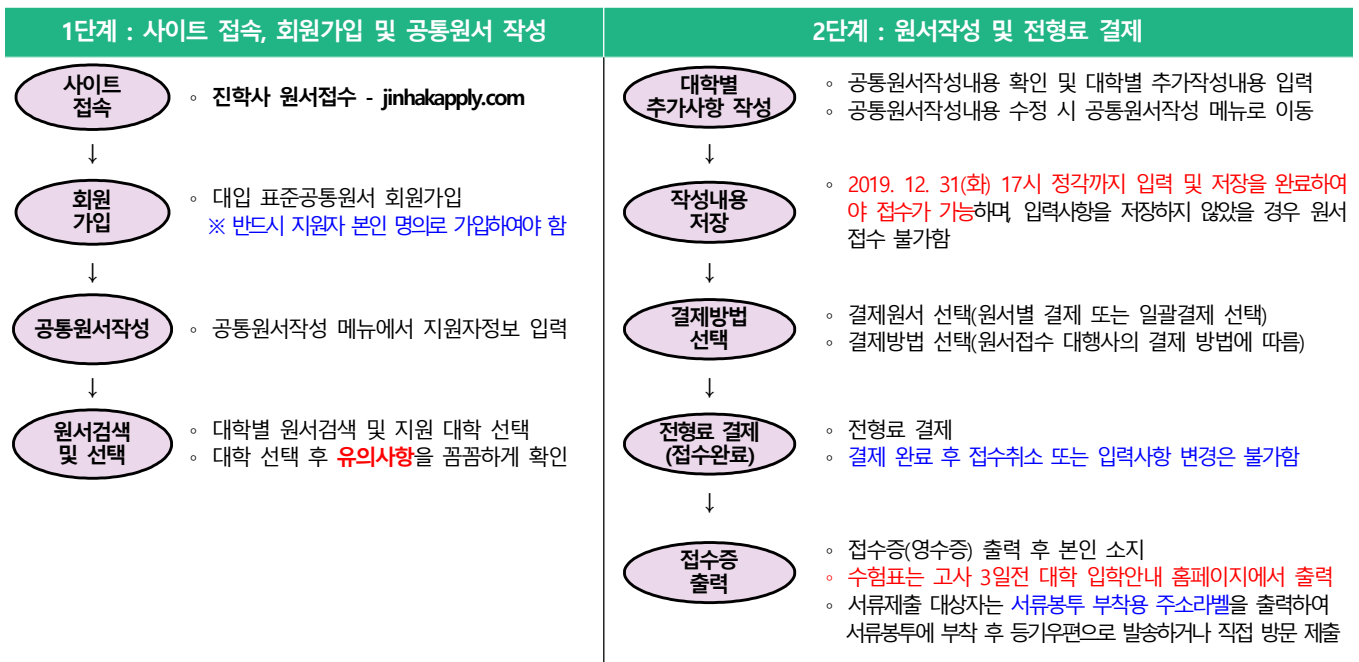 1단계 : 사이트 접속, 회원가입 및 공통원서 작성
사이트
접속
◦ 진학사 원서접수 - jinhakapply.com
↓
회원
가입
◦ 대입 표준공통원서 회원가입
※ 반드시 지원자 본인 명의로 가입하여야 함
↓
공통원서작성
◦ 공통원서작성 메뉴에서 지원자정보 입력
↓
원서검색
및 선택
◦ 대학별 원서검색 및 지원 대학 선택
◦ 대학 선택 후 유의사항을 꼼꼼하게 확인
2단계 : 원서작성 및 전형료 결제
대학별
추가사항 작성
◦ 공통원서작성내용 확인 및 대학별 추가작성내용 입력
◦ 공통원서작성내용 수정 시 공통원서작성 메뉴로 이동
↓
작성내용
저장
◦ 2019. 12. 31(화) 17시 정각까지 입력 및 저장을 완료하여
야 접수가 가능하며, 입력사항을 저장하지 않았을 경우 원서
접수 불가함
↓
결제방법
선택
◦ 결제원서 선택(원서별 결제 또는 일괄결제 선택)
◦ 결제방법 선택(원서접수 대행사의 결제 방법에 따름)
↓
전형료 결제
(접수완료)
◦ 전형료 결제
◦ 결제 완료 후 접수취소 또는 입력사항 변경은 불가함
↓
접수증
출력
◦ 접수증(영수증) 출력 후 본인 소지
◦ 수험표는 고사 3일전 대학 입학안내 홈페이지에서 출력
◦ 서류제출 대상자는 서류봉투 부착용 주소라벨을 출력하여
서류봉투에 부착 후 등기우편으로 발송하거나 직접 방문 제출